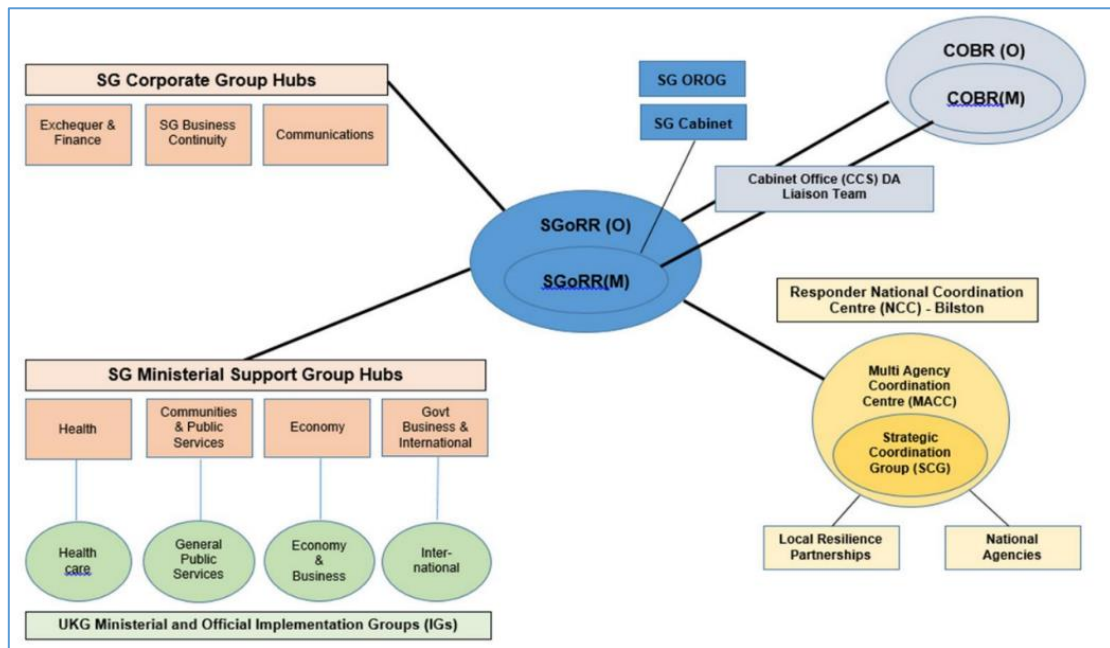 SG Corporate Group Hubs
Exchequer &
Finance
SG Business
Continuity
Communications
SG OROG
SG Cabinet
COBR (O)
COBR(M)
Cabinet Office (CCS) DA
Liaison Team
SGoRR (O)
SGoRR(M)
Responder National Coordination
Centre (NCC) - Bilston
Multi Agency
Coordination
Centre (MACC)
Strategic
Coordination
Group (SCG)
Local Resilience
Partnerships
National
Agencies
SG Ministerial Support Group Hubs
Health
Communities
& Public
Services
Economy
Govt
Business &
International
Health
care
General
Public
Services
Economy
&
Business
Inter-
national
UKG Ministerial and Official Implementation Groups (IGs)